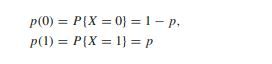 p(0) = P{X = 0} = 1 − p,
p(1) = P{X = 1} = p